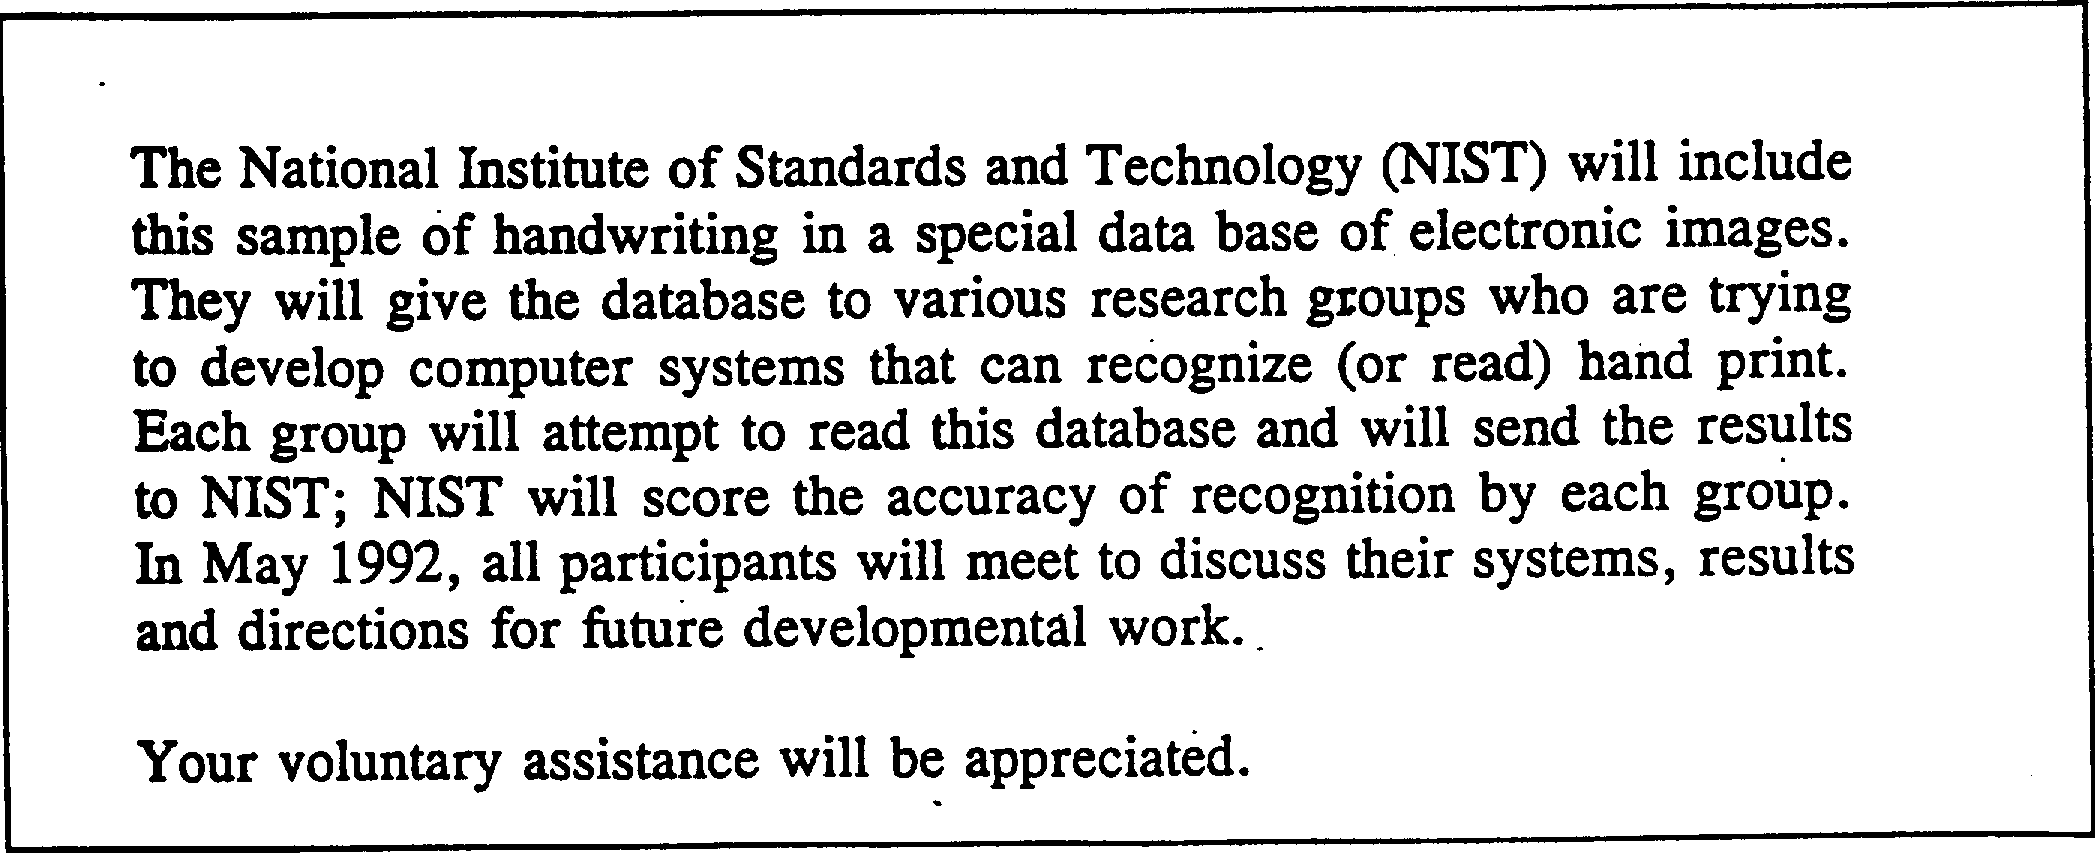 The National Institute of Standards and Technology (NIST) will include
this sample of handwriting in a special data base of electronic images.
They will give the database to various research groups who are trying
to develop computer systems that can recognize (or read) hand print.
Each group will attempt to read this database and will send the results
to NIST; NIST will score the accuracy of recognition by each group.
In May 1992, all participants will meet to discuss their systems, results
and directions for future developmental work.
Your voluntary assistance will be appreciated.